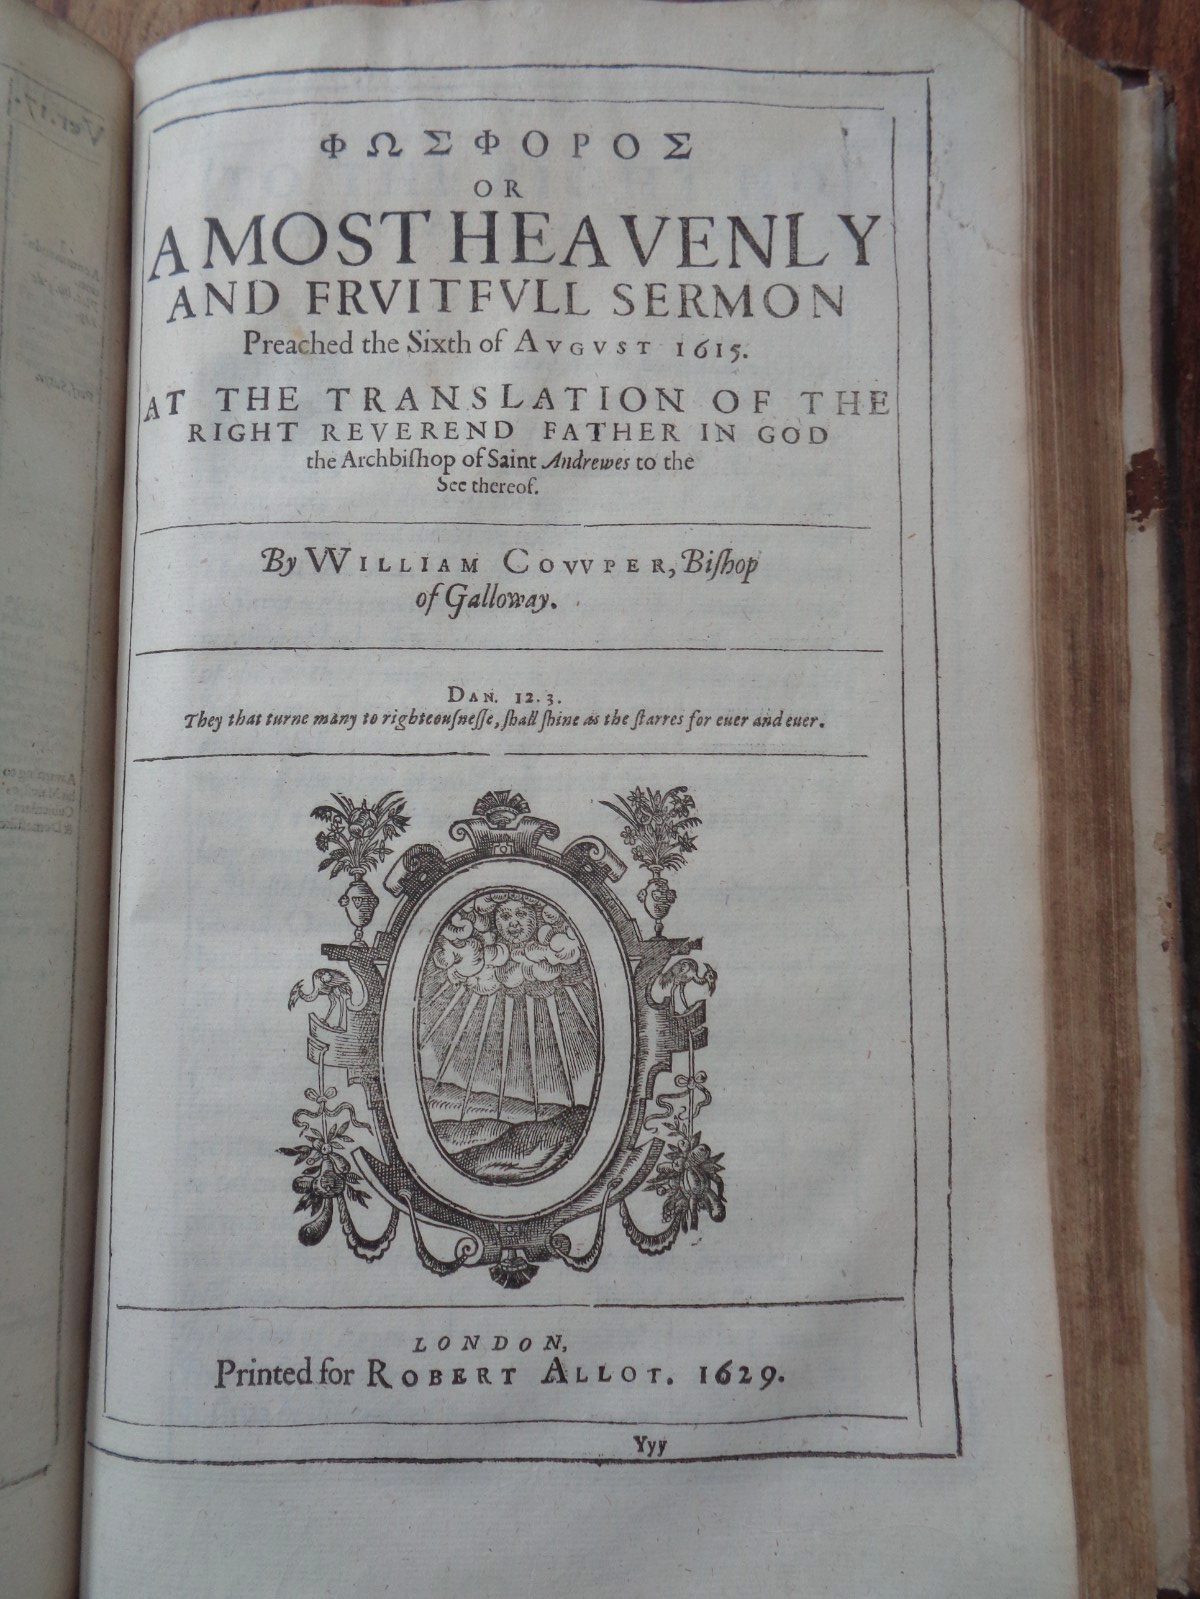 ΦΩΣΦΟΡΟΣ
OR
A MOST HEAVENLY
AND FRVITFVLL SERMON
Preached the Sixth of AVGVST 1615.
AT THE TRANSLATION OF THE
RIGHT REVEREND FATHER IN GOD
the Archbiſhop of Saint Andrewes to the
See thereof.
By WILLIAM COVVPER, Biſhop
of Galloway.
DAN. 12.3.
They that turne many to righteouſneſſe, ſhall ſhine as the ſtarres for euer and euer.
LONDON,
Printed for ROBERT ALLOT. 1629.
Yyy
Ver. 17.